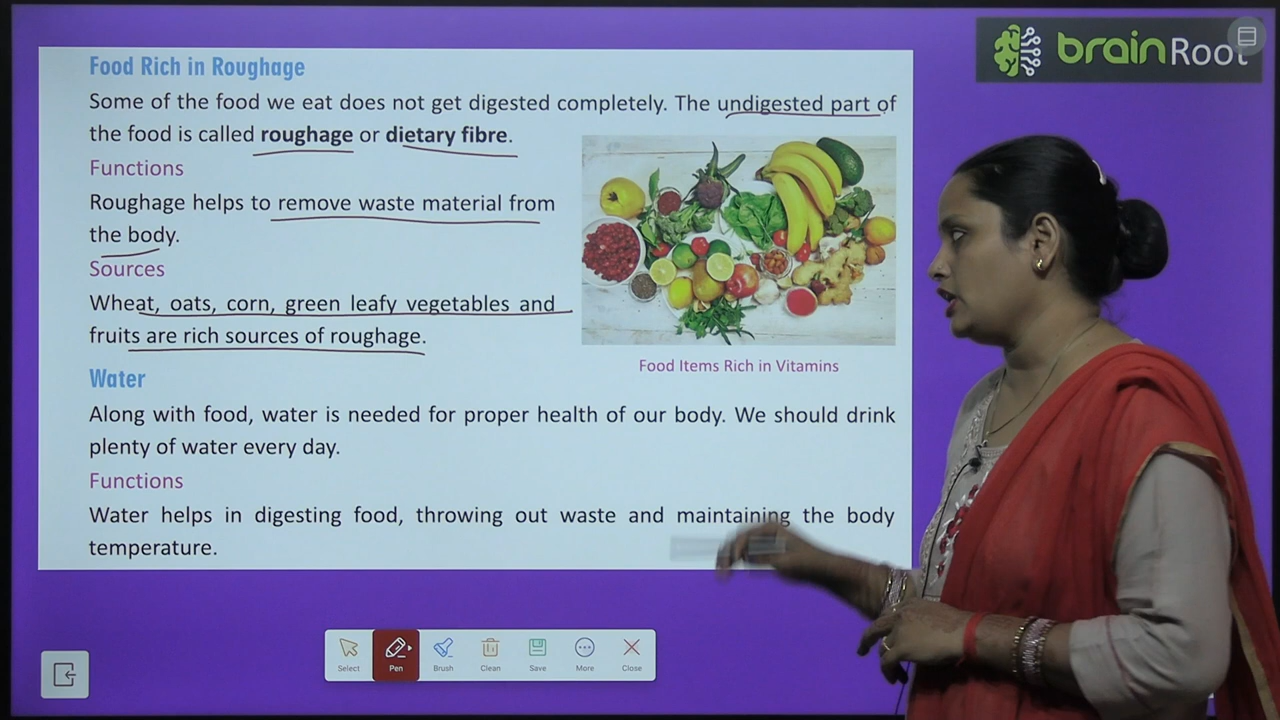 brainRoot
Food Rich in Roughage
Some of the food we eat does not get digested completely. The undigested part of
the food is called roughage or dietary fibre.
Functions
Roughage helps to remove waste material from
the body.
Sources
Wheat, oats, corn, green leafy vegetables and
fruits are rich sources of roughage.
Food Items Rich in Vitamins
Water
Along with food, water is needed for proper health of our body. We should drink
plenty of water every day.
Functions
Water helps in digesting food, throwing out waste and maintaining the body
temperature.
Select Pen Brush Clean Save More Close